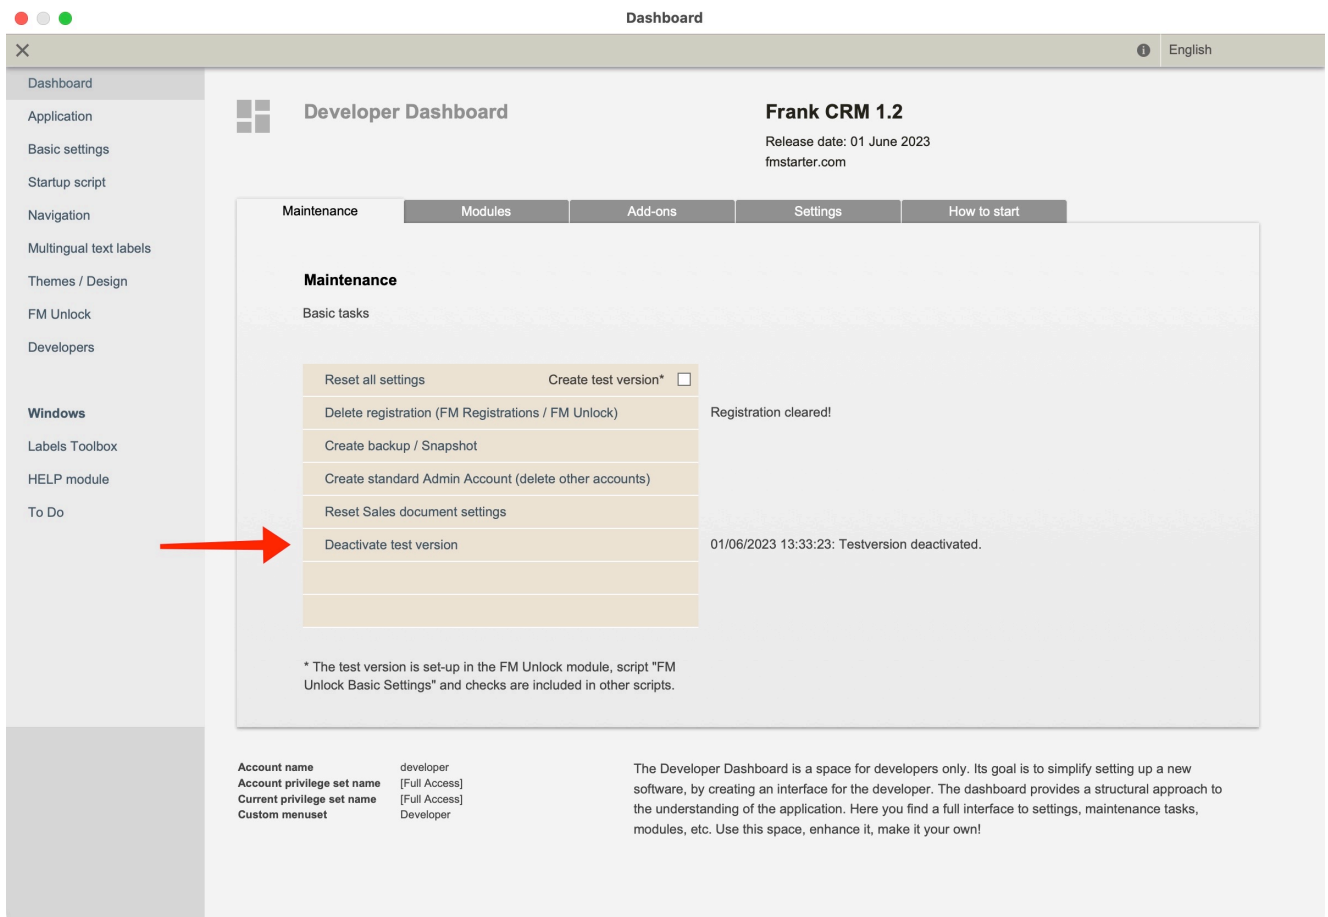 Dashboard
English
Dashboard
Application
Basic settings
Startup script
Navigation
Multingual text labels
Themes / Design
FM Unlock
Developers
Windows
Labels Toolbox
HELP module
To Do
Developer Dashboard
Frank CRM 1.2
Release date: 01 June 2023
fmstarter.com
Maintenance
Modules
Add-ons
Settings
How to start
Maintenance
Basic tasks
Reset all settings
Create test version*
Delete registration (FM Registrations / FM Unlock)
Registration cleared!
Create backup / Snapshot
Create standard Admin Account (delete other accounts)
Reset Sales document settings
Deactivate test version
01/06/2023 13:33:23: Testversion deactivated.
* The test version is set-up in the FM Unlock module, script "FM
Unlock Basic Settings" and checks are included in other scripts.
Account name developer
Account privilege set name [Full Access]
Current privilege set name [Full Access]
Custom menuset Developer
The Developer Dashboard is a space for developers only. Its goal is to simplify setting up a new
software, by creating an interface for the developer. The dashboard provides a structural approach to
the understanding of the application. Here you find a full interface to settings, maintenance tasks,
modules, etc. Use this space, enhance it, make it your own!